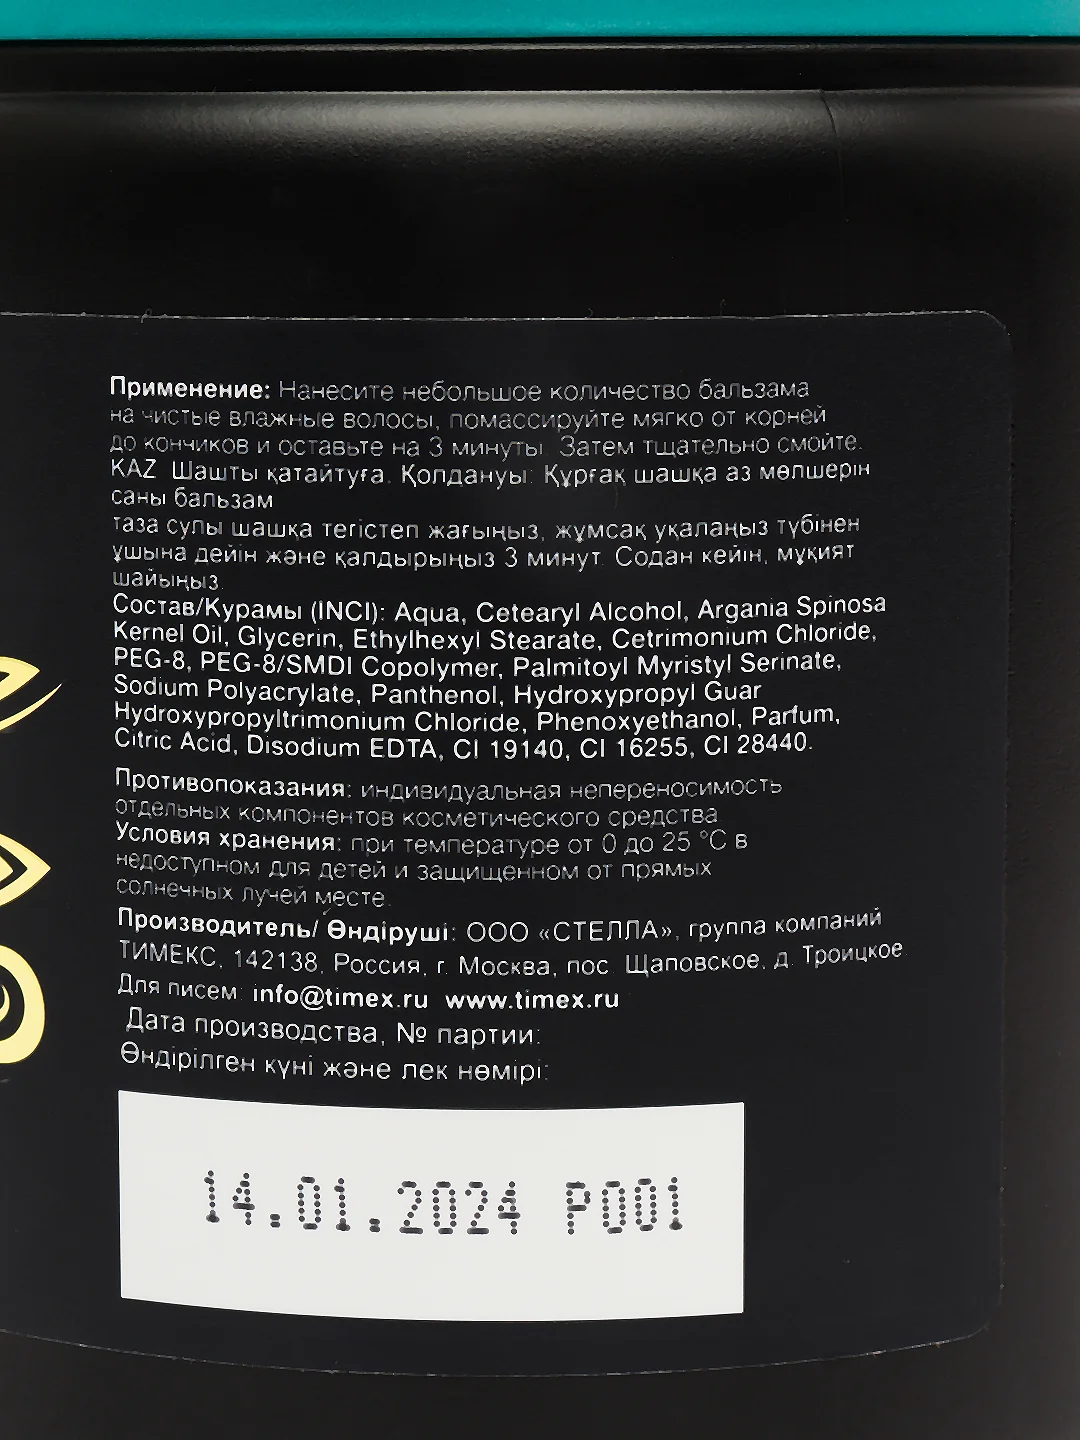 Применение: Нанесите небольшое количество бальзама
на чистые влажные волосы, помассируйте мягко от корней
до кончиков и оставьте на 3 минуты. Затем тщательно смойте.
KAZ Шашты қатайтуға. Қолдануы: Құрғақ шашқа аз мөлшерін
саны бальзам
таза сулы шашқа тегістеп жағыңыз, жұмсақ уқалаңыз түбінен
ұшына дейін және қалдырыңыз 3 минут. Содан кейін, мұқият
шайыңыз.
Состав/Курамы (INCI): Aqua, Cetearyl Alcohol, Argania Spinosa
Kernel Oil, Glycerin, Ethylhexyl Stearate, Cetrimonium Chloride,
PEG-8, PEG-8/SMDI Copolymer, Palmitoyl Myristyl Serinate,
Sodium Polyacrylate, Panthenol, Hydroxypropyl Guar
Hydroxypropyltrimonium Chloride, Phenoxyethanol, Parfum,
Citric Acid, Disodium EDTA, CI 19140, CI 16255, CI 28440.
Противопоказания: индивидуальная непереносимость
отдельных компонентов косметического средства
Условия хранения: при температуре от 0 до 25 °C в
недоступном для детей и защищенном от прямых
солнечных лучей месте.
Производитель/ Өндіруші: ООО «СТЕЛЛА», группа компаний
ТИМЕКС, 142138, Россия, г. Москва, пос. Щаповское, д. Троицкое
Для писем: info@timex.ru www.timex.ru
Дата производства, № партии:
Өндірілген күні және лек нөмірі:
14.01.2024 P001